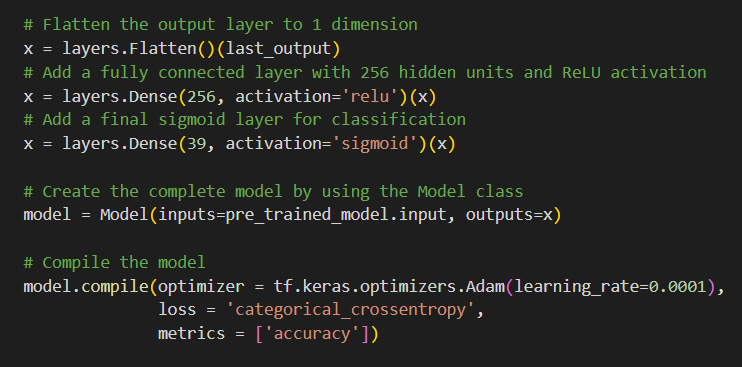 # Flatten the output layer to 1 dimension
x = layers.Flatten()(last_output)
# Add a fully connected layer with 256 hidden units and ReLU activation
x = layers.Dense(256, activation='relu')(x)
# Add a final sigmoid layer for classification
x = layers.Dense(39, activation='sigmoid')(x)

# Create the complete model by using the Model class
model = Model(inputs=pre_trained_model.input, outputs=x)

# Compile the model
model.compile(optimizer = tf.keras.optimizers.Adam(learning_rate=0.0001),
              loss = 'categorical_crossentropy',
              metrics = ['accuracy'])